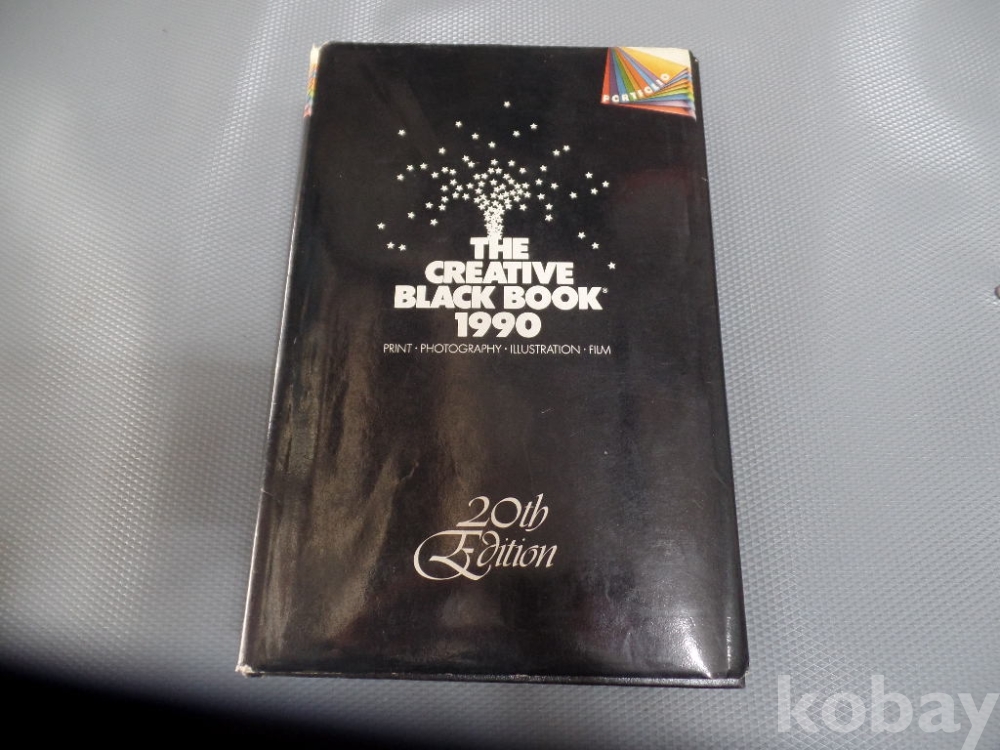 PORTFOLIO
THE
CREATIVE
BLACK BOOK®
1990
PRINT · PHOTOGRAPHY · ILLUSTRATION · FILM
20th
Edition
kobay